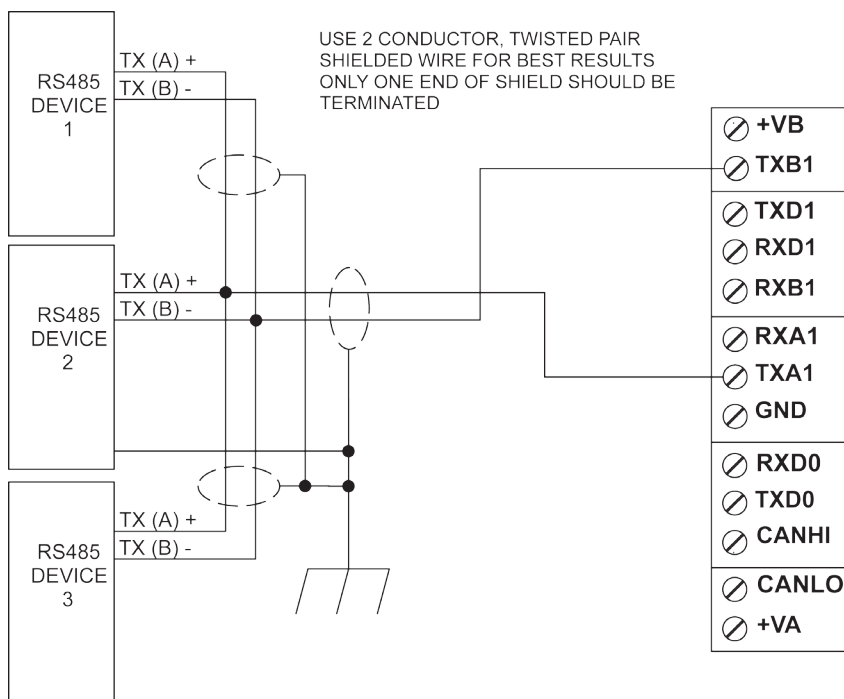 USE 2 CONDUCTOR, TWISTED PAIR
SHIELDED WIRE FOR BEST RESULTS
ONLY ONE END OF SHIELD SHOULD BE
TERMINATED
RS485
DEVICE
1
TX (A) +
TX (B) -
RS485
DEVICE
2
TX (A) +
TX (B) -
RS485
DEVICE
3
TX (A) +
TX (B) -
+VB
TXB1
TXD1
RXD1
RXB1
RXA1
TXA1
GND
RXD0
TXD0
CANHI
CANLO
+VA